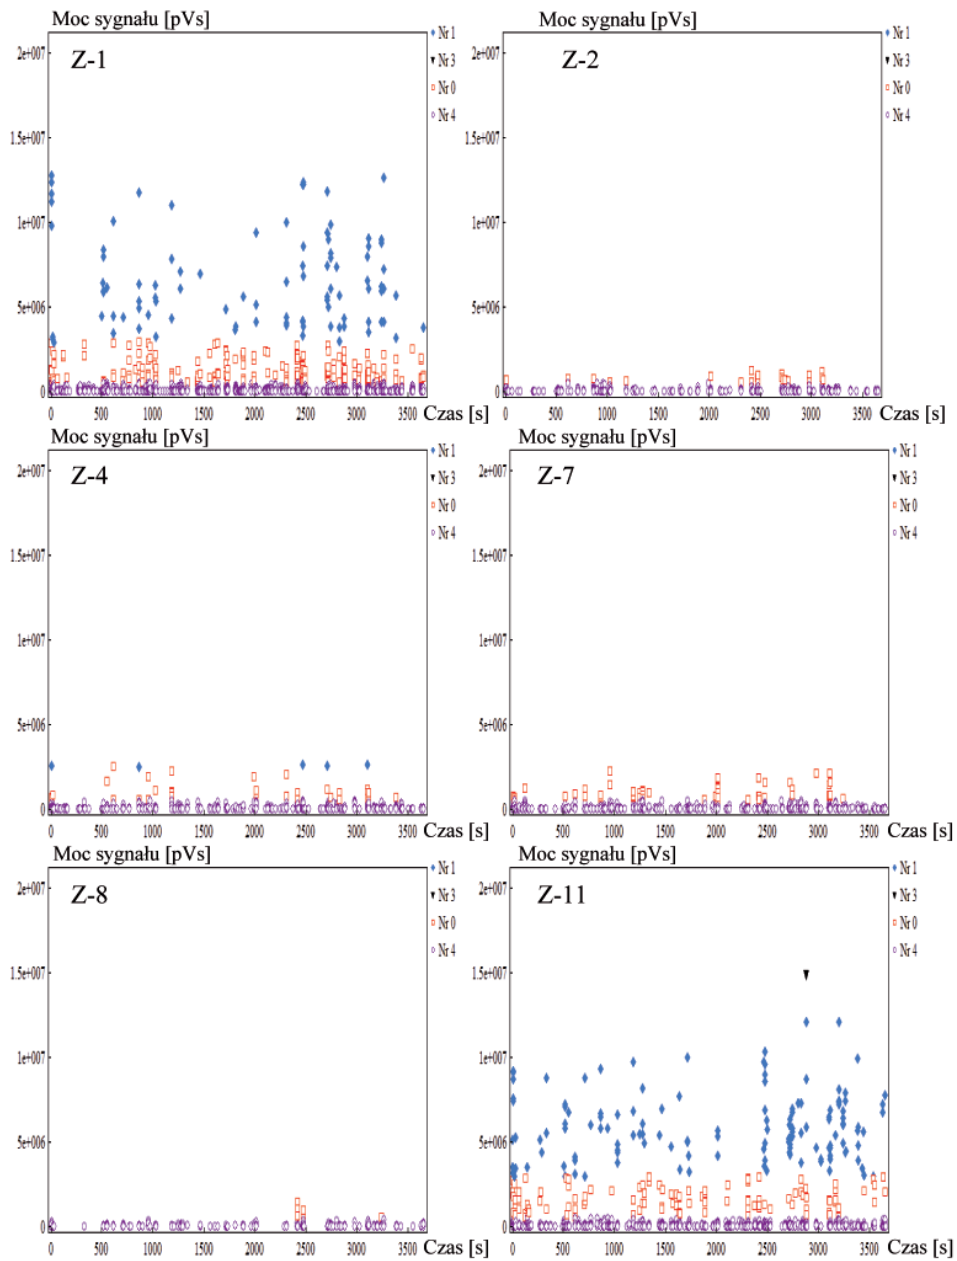 Moc sygnału [pVs]
Z-1
2e+007
1.5e+007
1e+007
5e+006
0
0 500 1000 1500 2000 2500 3000 3500
Czas [s]
Nr 1
Nr 3
Nr 0
Nr 4
Moc sygnału [pVs]
Z-2
2e+007
1.5e+007
1e+007
5e+006
0
0 500 1000 1500 2000 2500 3000 3500
Czas [s]
Nr 1
Nr 3
Nr 0
Nr 4
Moc sygnału [pVs]
Z-4
2e+007
1.5e+007
1e+007
5e+006
0
0 500 1000 1500 2000 2500 3000 3500
Czas [s]
Nr 1
Nr 3
Nr 0
Nr 4
Moc sygnału [pVs]
Z-7
2e+007
1.5e+007
1e+007
5e+006
0
0 500 1000 1500 2000 2500 3000 3500
Czas [s]
Nr 1
Nr 3
Nr 0
Nr 4
Moc sygnału [pVs]
Z-8
2e+007
1.5e+007
1e+007
5e+006
0
0 500 1000 1500 2000 2500 3000 3500
Czas [s]
Nr 1
Nr 3
Nr 0
Nr 4
Moc sygnału [pVs]
Z-11
2e+007
1.5e+007
1e+007
5e+006
0
0 500 1000 1500 2000 2500 3000 3500
Czas [s]
Nr 1
Nr 3
Nr 0
Nr 4